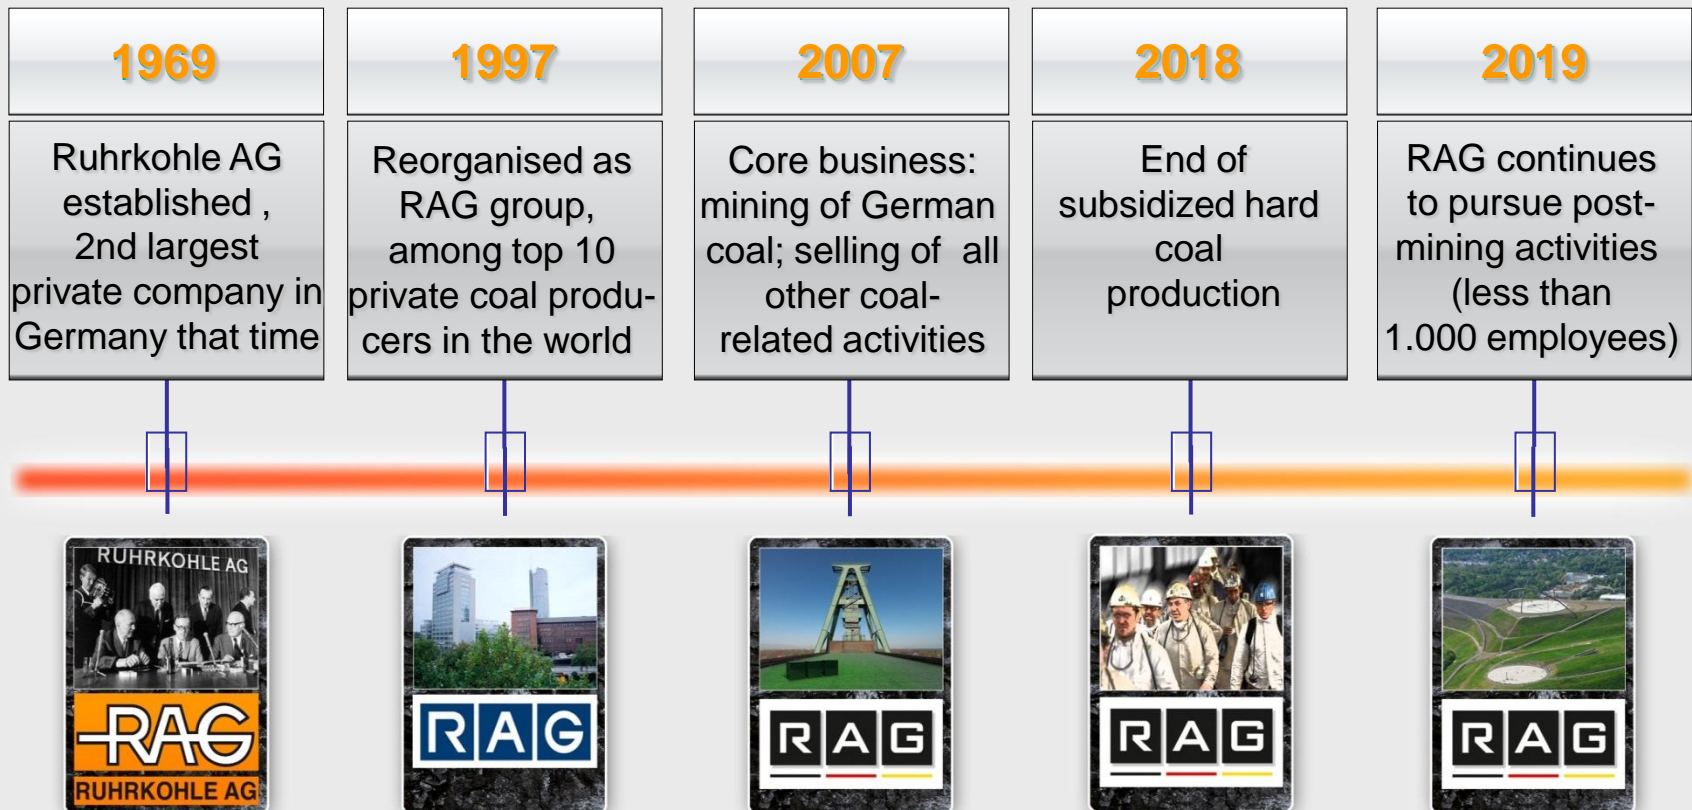 1969
Ruhrkohle AG
established ,
2nd largest
private company in
Germany that time
1997
Reorganised as
RAG group,
among top 10
private coal produ-
cers in the world
2007
Core business:
mining of German
coal; selling of all
other coal-
related activities
2018
End of
subsidized hard
coal
production
2019
RAG continues
to pursue post-
mining activities
(less than
1.000 employees)
RUHRKOHLE AG
RAG
RUHRKOHLE AG
RAG
RAG
RAG
RAG